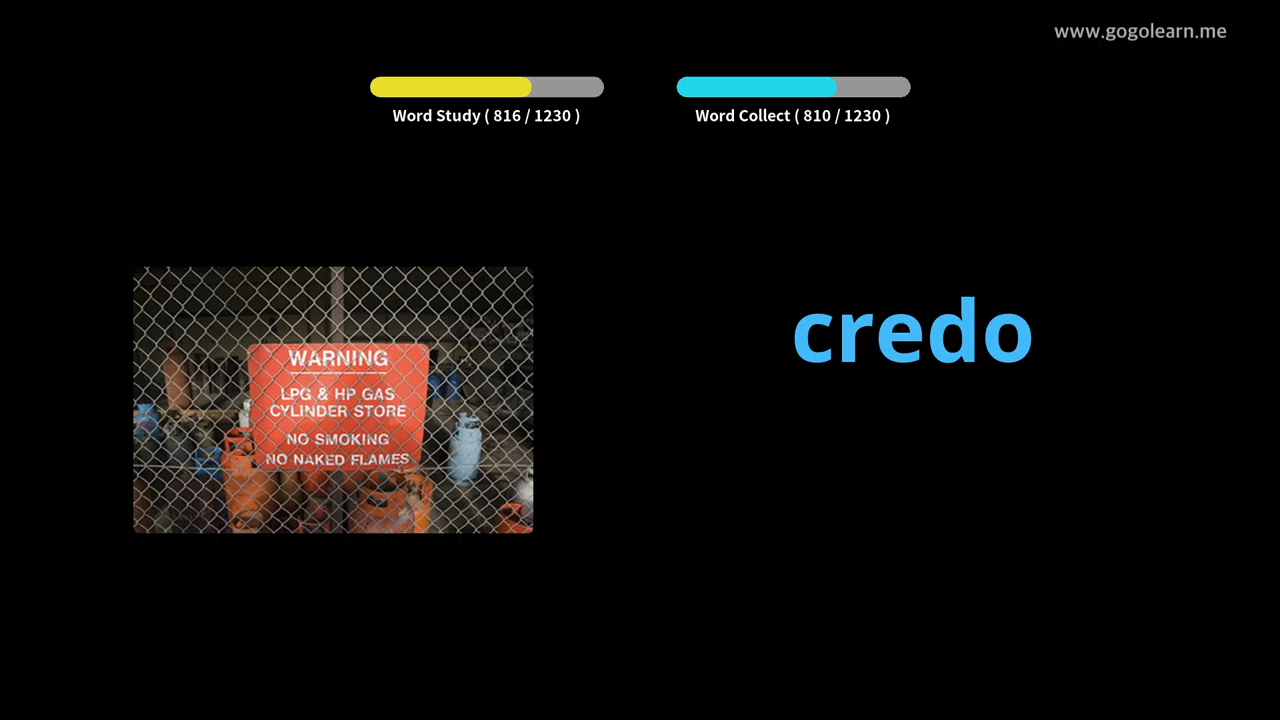 www.gogolearn.me
Word Study ( 816 / 1230 )
Word Collect ( 810 / 1230 )
WARNING
LPG & HP GAS
CYLINDER STORE
NO SMOKING
NO NAKED FLAMES
credo